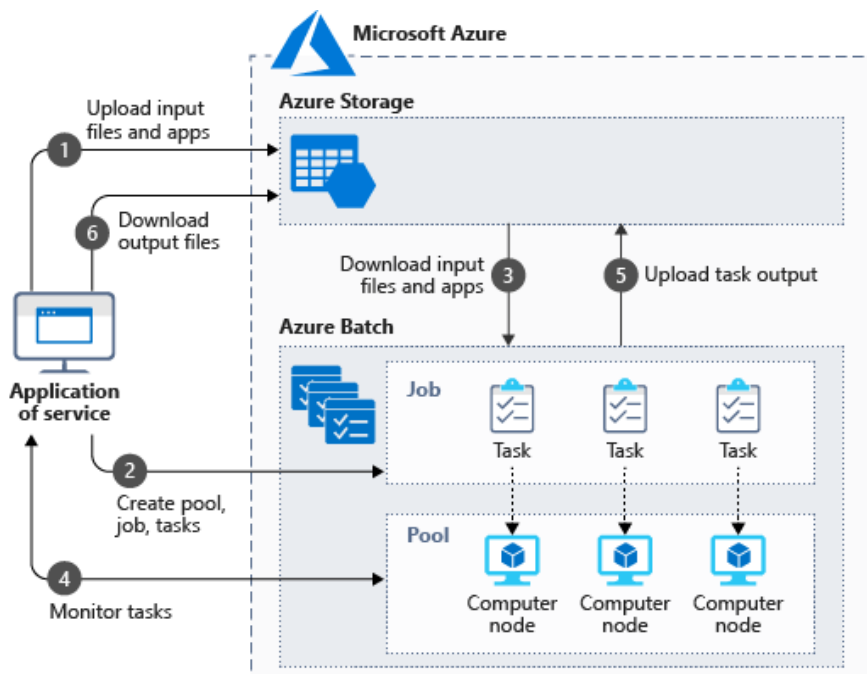 Microsoft Azure
Azure Storage
Upload input
files and apps
1
6
Download
output files
Download input
files and apps
3
5
Upload task output
Azure Batch
Application
of service
Job
Task
Task
Task
2
Create pool,
job, tasks
Pool
4
Monitor tasks
Computer
node
Computer
node
Computer
node